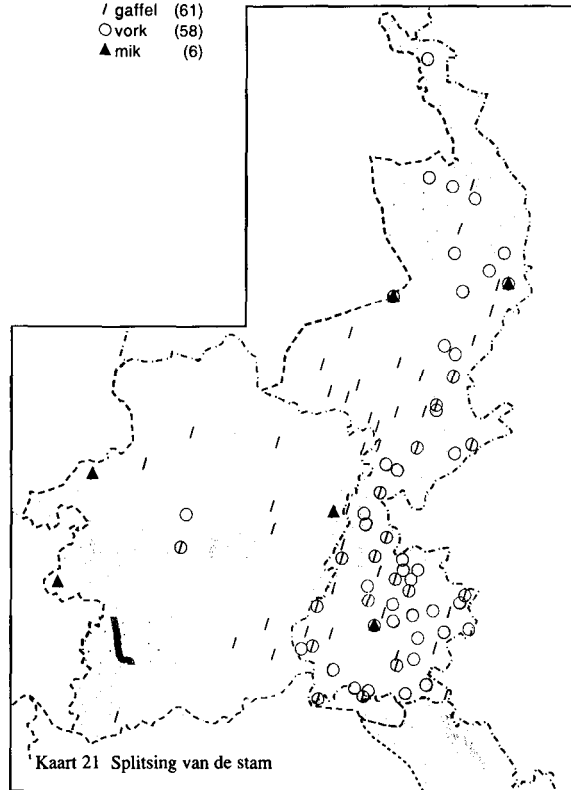 / gaffel (61)
○ vork (58)
▲ mik (6)
Kaart 21 Splitsing van de stam